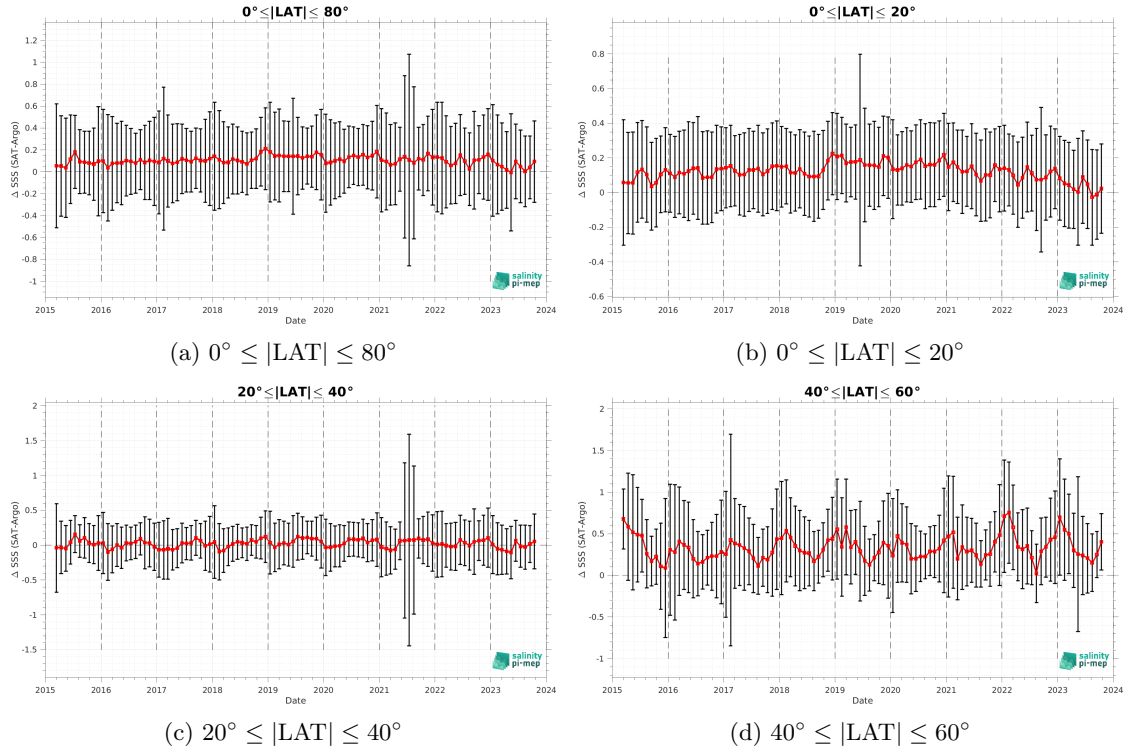 0°≤|LAT|≤ 80°
Δ SSS (SAT-Argo)
1.2
1
0.8
0.6
0.4
0.2
0
-0.2
-0.4
-0.6
-0.8
-1
2015 2016 2017 2018 2019 2020 2021 2022 2023 2024
Date
salinity
pi-mep
(a) 0° ≤ |LAT| ≤ 80°
0°≤|LAT|≤ 20°
Δ SSS (SAT-Argo)
0.8
0.6
0.4
0.2
0
-0.2
-0.4
-0.6
2015 2016 2017 2018 2019 2020 2021 2022 2023 2024
Date
salinity
pi-mep
(b) 0° ≤ |LAT| ≤ 20°
20°≤|LAT|≤ 40°
Δ SSS (SAT-Argo)
2
1.5
1
0.5
0
-0.5
-1
-1.5
2015 2016 2017 2018 2019 2020 2021 2022 2023 2024
Date
salinity
pi-mep
(c) 20° ≤ |LAT| ≤ 40°
40°≤|LAT|≤ 60°
Δ SSS (SAT-Argo)
2
1.5
1
0.5
0
-0.5
-1
2015 2016 2017 2018 2019 2020 2021 2022 2023 2024
Date
salinity
pi-mep
(d) 40° ≤ |LAT| ≤ 60°